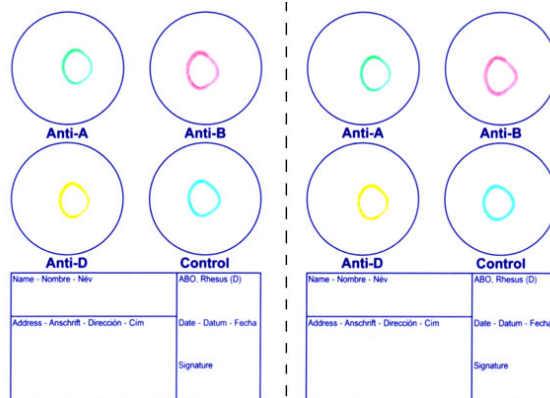 Anti-A Anti-B
Anti-D Control
Name - Nombre - Név ABO, Rhesus (D)
Address - Anschrift - Dirección - Cím Date - Datum - Fecha
Signature
Anti-A Anti-B
Anti-D Control
Name - Nombre - Név ABO, Rhesus (D)
Address - Anschrift - Dirección - Cím Date - Datum - Fecha
Signature